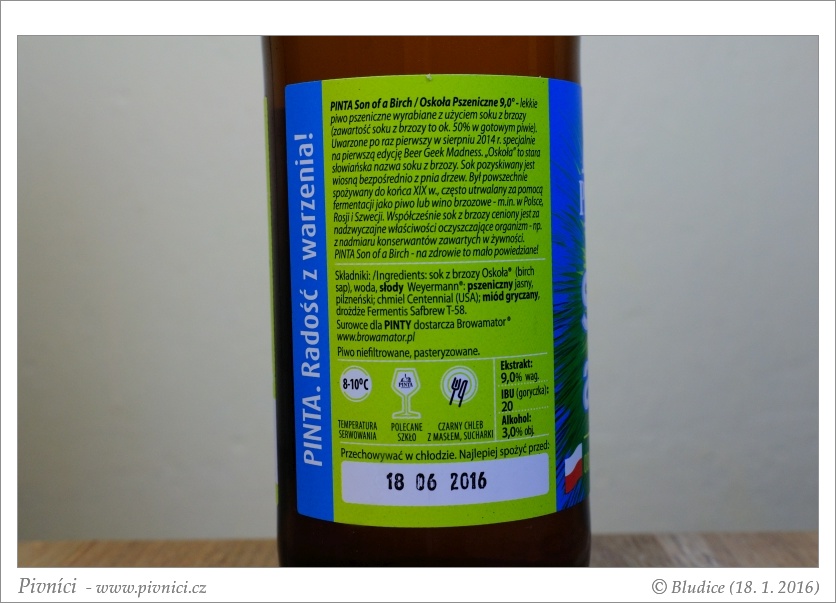 PINTA. Radość z warzenia!
PINTA Son of a Birch / Oskoła Pszeniczne 9,0° - lekkie
piwo pszeniczne wyrabiane z użyciem soku z brzozy
(zawartość soku z brzozy to ok. 50% w gotowym piwie).
Uwarzone po raz pierwszy w sierpniu 2014 r. specjalnie
na pierwszą edycję Beer Geek Madness. „Oskoła” to stara
słowiańska nazwa soku z brzozy. Sok pozyskiwany jest
wiosną bezpośrednio z pnia drzew. Był powszechnie
spożywany do końca XIX w., często utrwalany za pomocą
fermentacji jako piwo lub wino brzozowe - m.in. w Polsce,
Rosji i Szwecji. Współcześnie sok z brzozy ceniony jest za
nadzwyczajne właściwości oczyszczające organizm - np.
z nadmiaru konserwantów zawartych w żywności.
PINTA Son of a Birch - na zdrowie to mało powiedziane!
Składniki: /Ingredients: sok z brzozy Oskoła® (birch
sap), woda, słody Weyermann®: pszeniczny jasny,
pilzneński; chmiel Centennial (USA); miód gryczany,
drożdże Fermentis Safbrew T-58.
Surowce dla PINTY dostarcza Browamator®
www.browamator.pl
Piwo niefiltrowane, pasteryzowane.
8-10°C
PINTA
TEMPERATURA
SERWOWANIA
POLECANE
SZKŁO
CZARNY CHLEB
Z MASŁEM, SUCHARKI
Ekstrakt:
9,0% wag.
IBU (goryczka):
20
Alkohol:
3,0% obj.
Przechowywać w chłodzie. Najlepiej spożyć przed:
18 06 2016
Pivníci - www.pivnici.cz
© Bludice (18. 1. 2016)